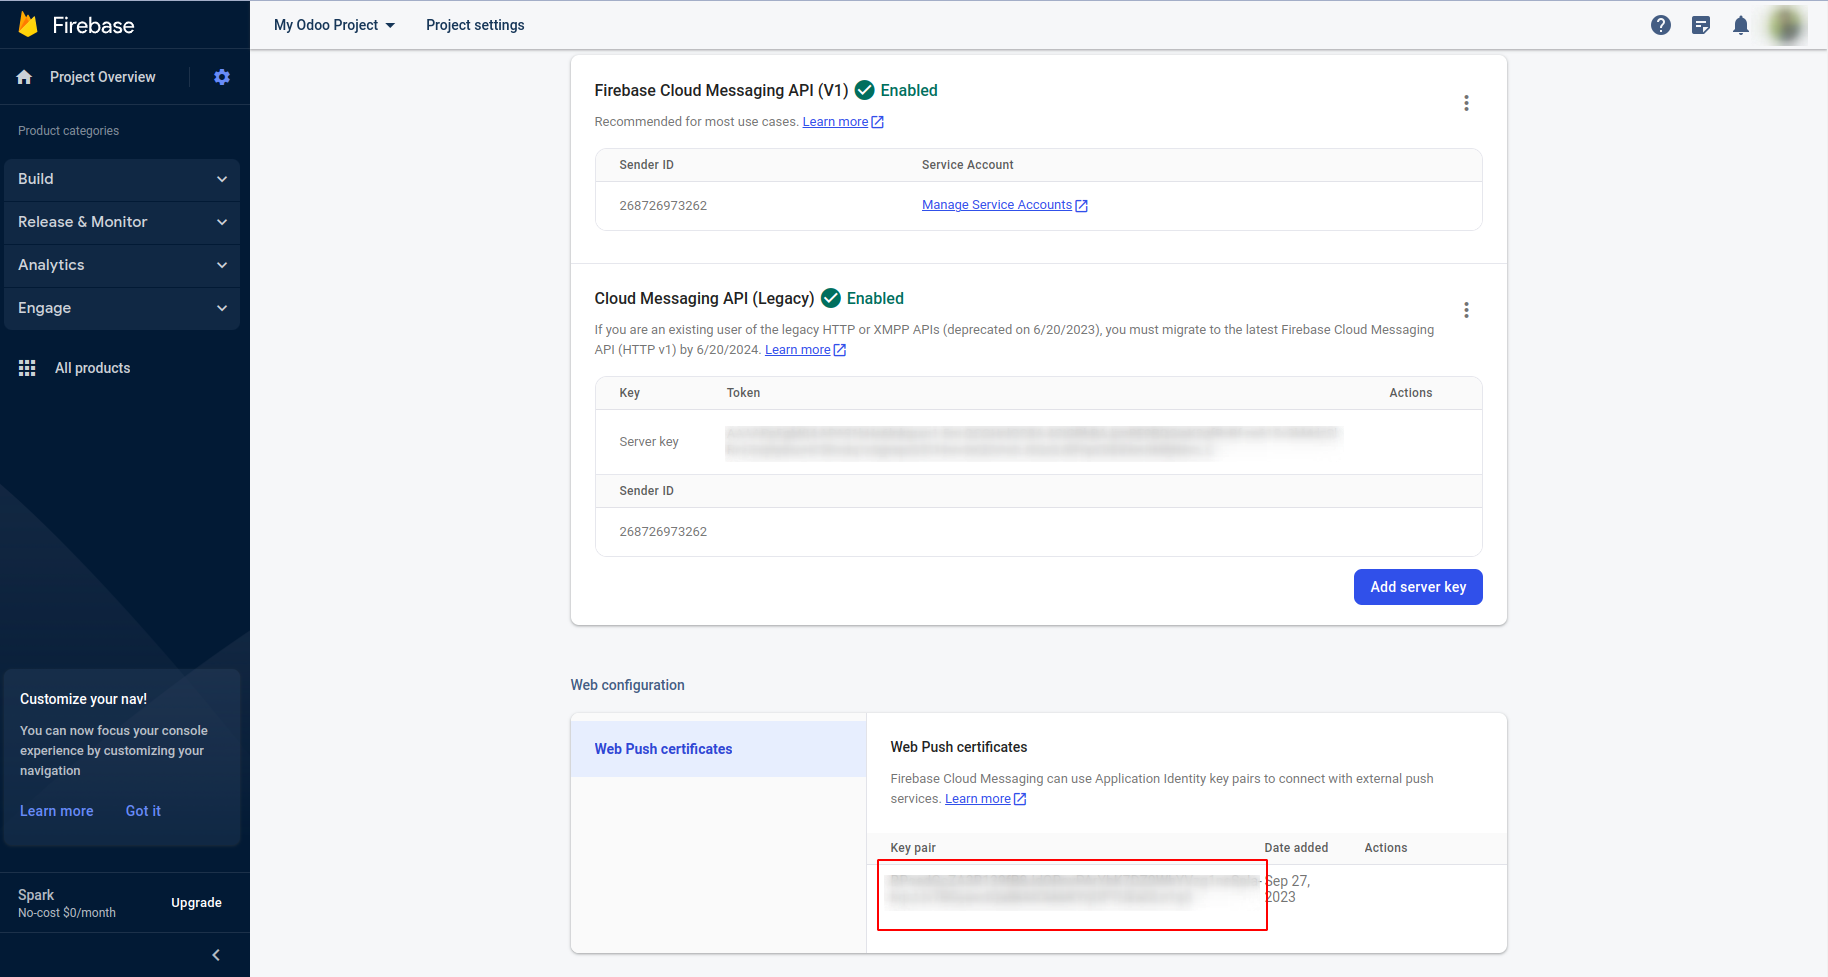 Firebase
My Odoo Project
Project settings
Project Overview
Product categories
Build
Release & Monitor
Analytics
Engage
All products
Customize your nav!
You can now focus your console
experience by customizing your
navigation
Learn more Got it
Spark
No-cost $0/month
Upgrade
Firebase Cloud Messaging API (V1) Enabled
Recommended for most use cases. Learn more
Sender ID Service Account
268726973262 Manage Service Accounts
Cloud Messaging API (Legacy) Enabled
If you are an existing user of the legacy HTTP or XMPP APIs (deprecated on 6/20/2023), you must migrate to the latest Firebase Cloud Messaging
API (HTTP v1) by 6/20/2024. Learn more
Key Token Actions
Server key
Sender ID
268726973262
Add server key
Web configuration
Web Push certificates
Web Push certificates
Firebase Cloud Messaging can use Application Identity key pairs to connect with external push
services. Learn more
Key pair Date added Actions
Sep 27,
2023